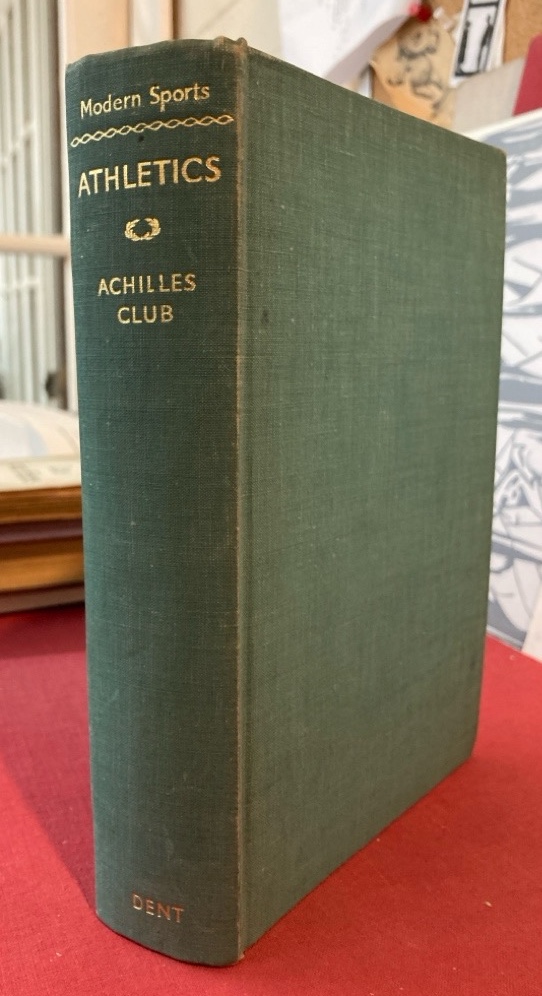 Modern Sports
ATHLETICS
ACHILLES
CLUB
DENT